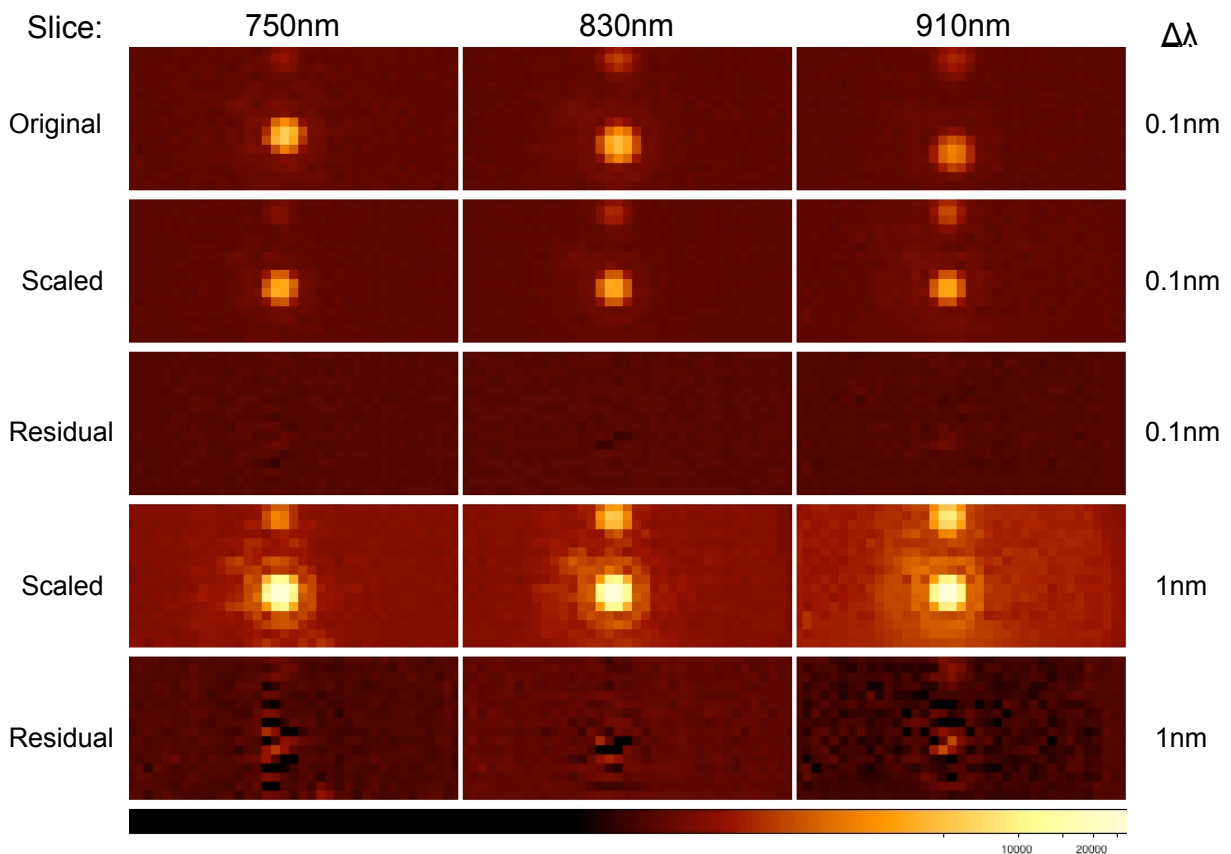 Slice: 750nm 830nm 910nm Δλ
Original 0.1nm
Scaled 0.1nm
Residual 0.1nm
Scaled 1nm
Residual 1nm
10000 20000